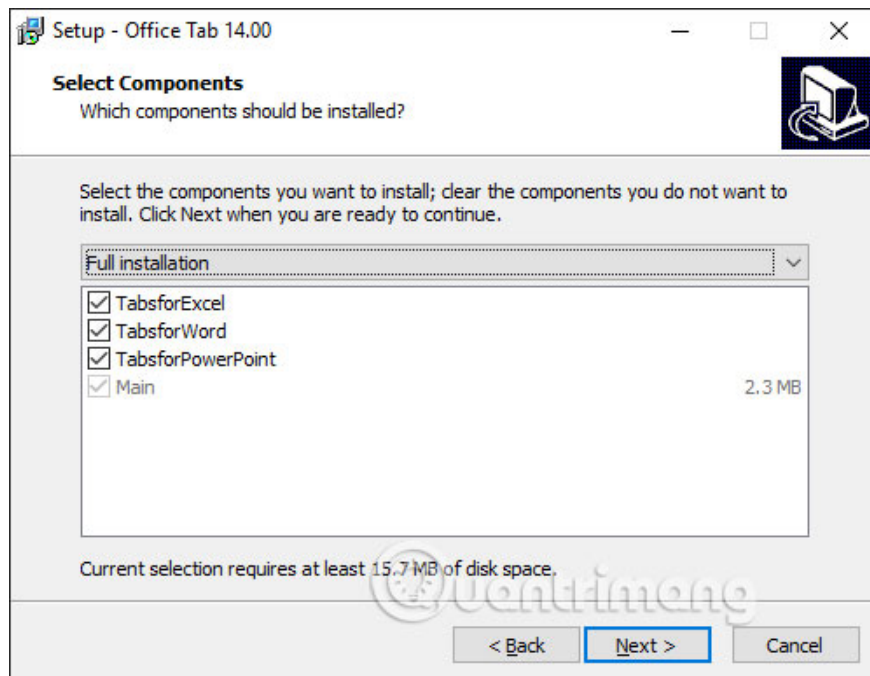 Setup - Office Tab 14.00
Select Components
Which components should be installed?
Select the components you want to install; clear the components you do not want to
install. Click Next when you are ready to continue.
Full installation
TabsforExcel
TabsforWord
TabsforPowerPoint
Main 2.3 MB
Current selection requires at least 15.7 MB of disk space.
Quantrimang
< Back Next > Cancel